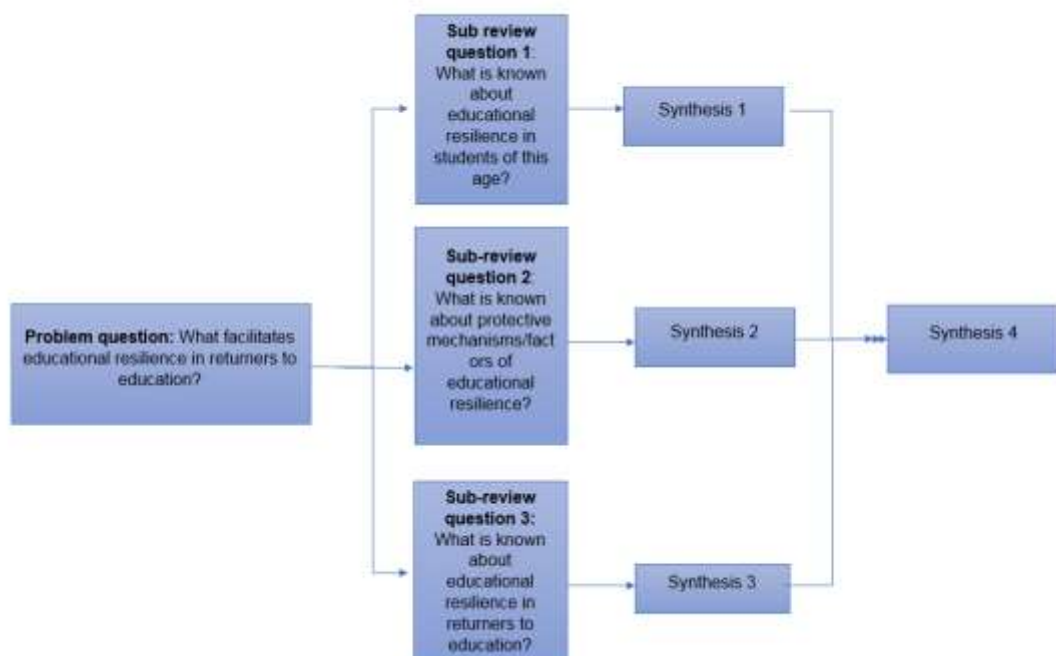 Problem question: What facilitates
educational resilience in returners to
education?
Sub review
question 1:
What is known
about
educational
resilience in
students of this
age?
Synthesis 1
Sub-review
question 2:
What is known
about protective
mechanisms/fact
ors of
educational
resilience?
Synthesis 2
Sub-review
question 3:
What is known
about
educational
resilience in
returners to
education?
Synthesis 3
Synthesis 4